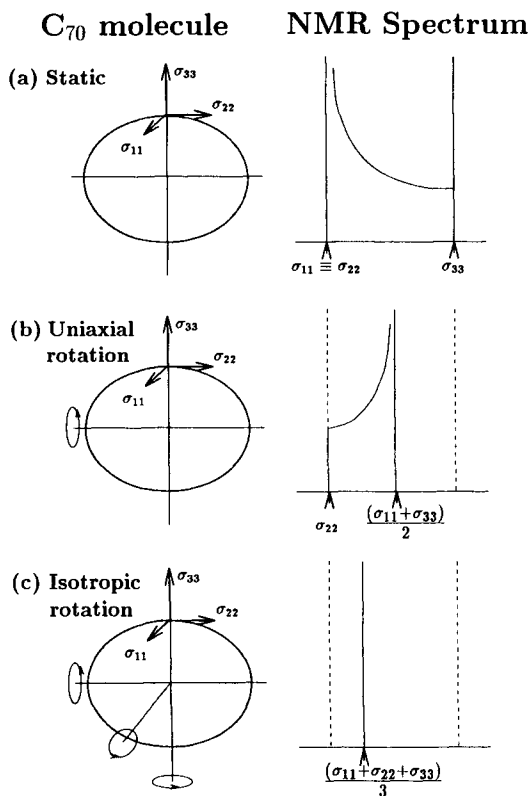 C₇₀ molecule NMR Spectrum
(a) Static
σ₃₃
σ₂₂
σ₁₁
σ₁₁ ≡ σ₂₂ σ₃₃
(b) Uniaxial
rotation
σ₃₃
σ₂₂
σ₁₁
σ₂₂ (σ₁₁+σ₃₃)
2
(c) Isotropic
rotation
σ₃₃
σ₂₂
σ₁₁
(σ₁₁+σ₂₂+σ₃₃)
3